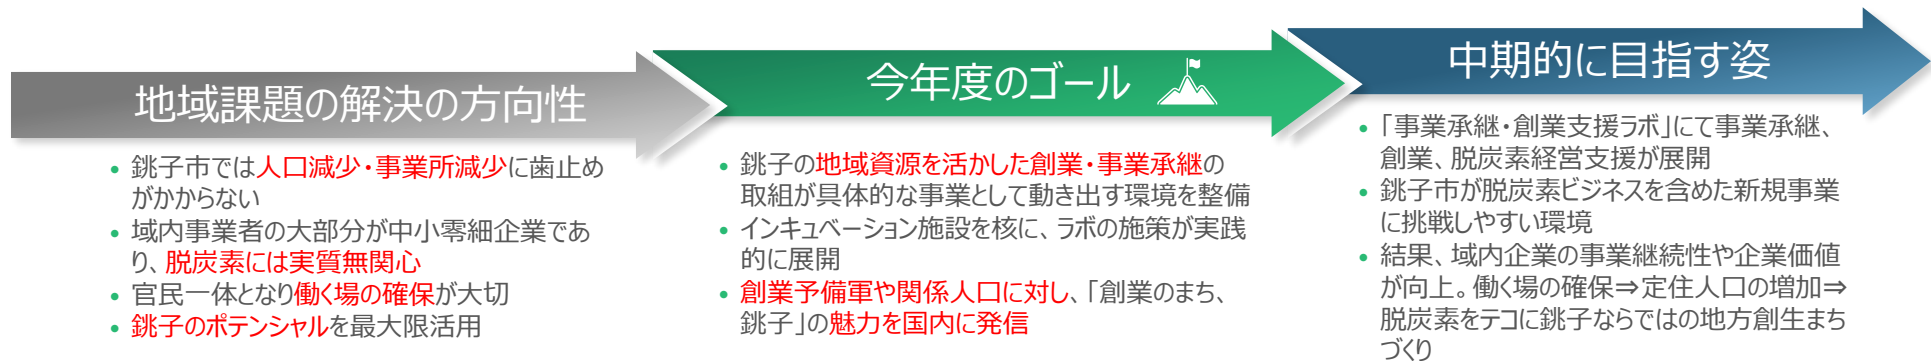 地域課題の解決の方向性
• 銚子市では人口減少・事業所減少に歯止め
がかからない
• 域内事業者の大部分が中小零細企業であ
り、脱炭素には実質無関心
• 官民一体となり働く場の確保が大切
• 銚子のポテンシャルを最大限活用
今年度のゴール
• 銚子の地域資源を活かした創業・事業承継の
取組が具体的な事業として動き出す環境を整備
• インキュベーション施設を核に、ラボの施策が実践
的に展開
• 創業予備軍や関係人口に対し、「創業のまち、
銚子」の魅力を国内に発信
中期的に目指す姿
• 「事業承継・創業支援ラボ」にて事業承継、
創業、脱炭素経営支援が展開
• 銚子市が脱炭素ビジネスを含めた新規事業
に挑戦しやすい環境
• 結果、域内企業の事業継続性や企業価値
が向上。働く場の確保⇒定住人口の増加⇒
脱炭素をテコに銚子ならではの地方創生まち
づくり